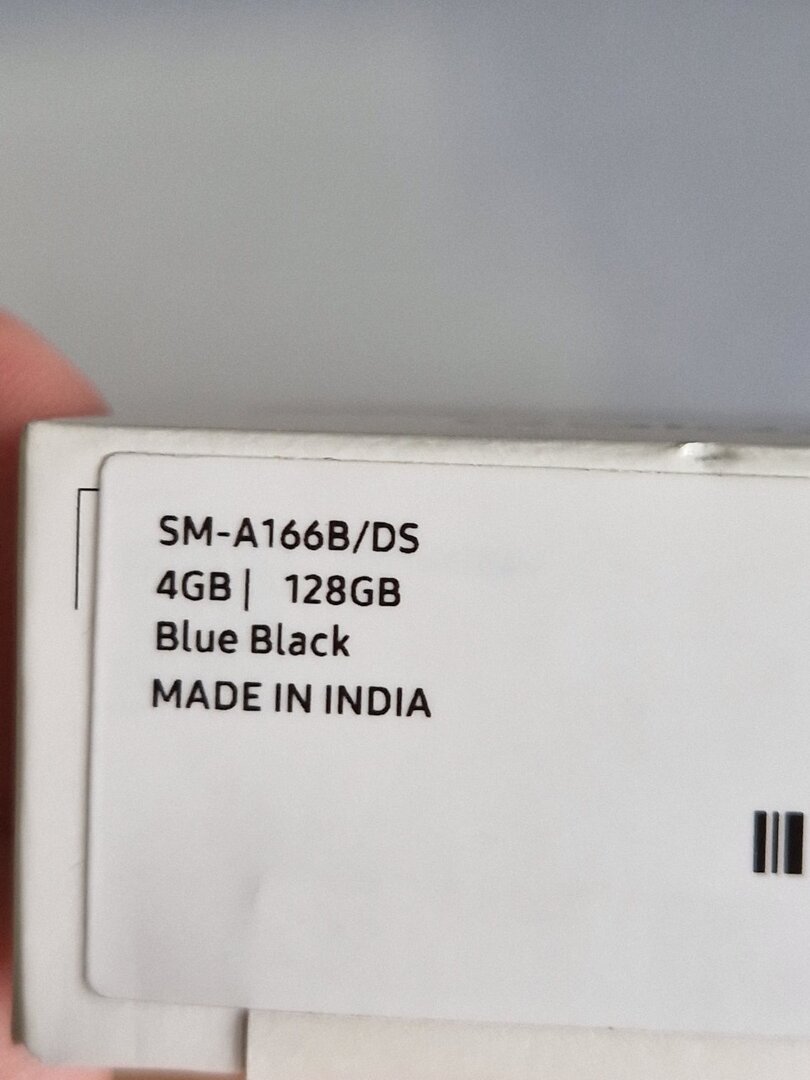 SM-A166B/DS
4GB | 128GB
Blue Black
MADE IN INDIA